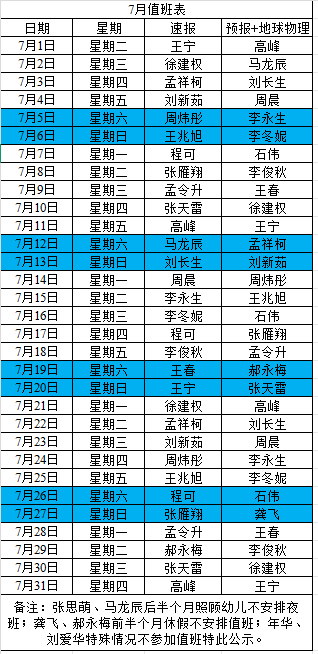 7月值班表
日期 星期 速报 预报+地球物理
7月1日 星期二 王宁 高峰
7月2日 星期三 徐建权 马龙辰
7月3日 星期四 孟祥柯 刘长生
7月4日 星期五 刘新茹 周晨
7月5日 星期六 周炜彤 李永生
7月6日 星期日 王兆旭 李冬妮
7月7日 星期一 程可 石伟
7月8日 星期二 张雁翔 李俊秋
7月9日 星期三 孟令升 王春
7月10日 星期四 张天雷 徐建权
7月11日 星期五 高峰 王宁
7月12日 星期六 马龙辰 孟祥柯
7月13日 星期日 刘长生 刘新茹
7月14日 星期一 周晨 周炜彤
7月15日 星期二 李永生 王兆旭
7月16日 星期三 李冬妮 石伟
7月17日 星期四 程可 张雁翔
7月18日 星期五 李俊秋 孟令升
7月19日 星期六 王春 郝永梅
7月20日 星期日 王宁 张天雷
7月21日 星期一 徐建权 高峰
7月22日 星期二 孟祥柯 刘长生
7月23日 星期三 刘新茹 周晨
7月24日 星期四 周炜彤 李永生
7月25日 星期五 王兆旭 李冬妮
7月26日 星期六 程可 石伟
7月27日 星期日 张雁翔 龚飞
7月28日 星期一 孟令升 王春
7月29日 星期二 郝永梅 李俊秋
7月30日 星期三 张天雷 徐建权
7月31日 星期四 高峰 王宁
备注：张思萌、马龙辰后半个月照顾幼儿不安排夜
班；龚飞、郝永梅前半个月休假不安排值班；年华、
刘爱华特殊情况不参加值班特此公示。